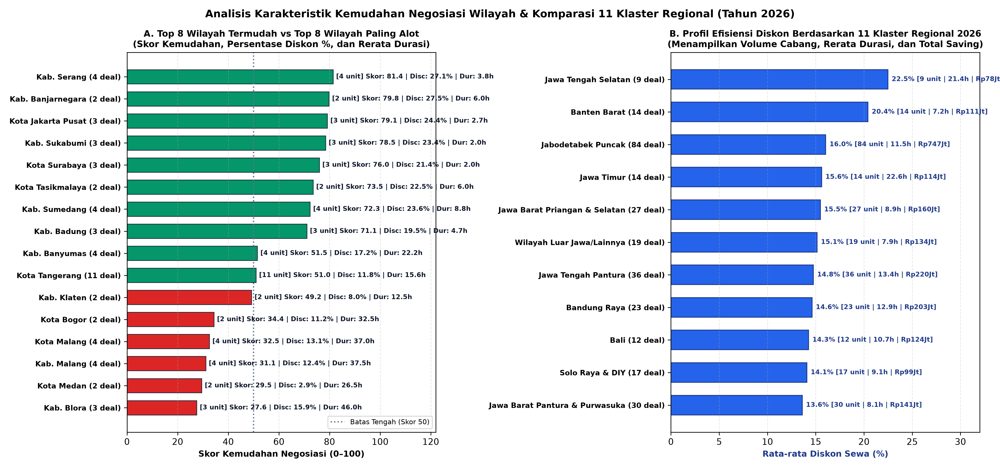 Analisis Karakteristik Kemudahan Negosiasi Wilayah & Komparasi 11 Klaster Regional (Tahun 2026)
A. Top 8 Wilayah Termudah vs Top 8 Wilayah Paling Alot
(Skor Kemudahan, Persentase Diskon %, dan Rerata Durasi)
Kab. Serang (4 deal) [4 unit] Skor: 81.4 | Disc: 27.1% | Dur: 3.8h
Kab. Banjarnegara (2 deal) [2 unit] Skor: 79.8 | Disc: 27.5% | Dur: 6.0h
Kota Jakarta Pusat (3 deal) [3 unit] Skor: 79.1 | Disc: 24.4% | Dur: 2.7h
Kab. Sukabumi (3 deal) [3 unit] Skor: 78.5 | Disc: 23.4% | Dur: 2.0h
Kota Surabaya (3 deal) [3 unit] Skor: 76.0 | Disc: 21.4% | Dur: 2.0h
Kota Tasikmalaya (2 deal) [2 unit] Skor: 73.5 | Disc: 22.5% | Dur: 6.0h
Kab. Sumedang (4 deal) [4 unit] Skor: 72.3 | Disc: 23.6% | Dur: 8.8h
Kab. Badung (3 deal) [3 unit] Skor: 71.1 | Disc: 19.5% | Dur: 4.7h
Kab. Banyumas (4 deal) [4 unit] Skor: 51.5 | Disc: 17.2% | Dur: 22.2h
Kota Tangerang (11 deal) [11 unit] Skor: 51.0 | Disc: 11.8% | Dur: 15.6h
Kab. Klaten (2 deal) [2 unit] Skor: 49.2 | Disc: 8.0% | Dur: 12.5h
Kota Bogor (2 deal) [2 unit] Skor: 34.4 | Disc: 11.2% | Dur: 32.5h
Kota Malang (4 deal) [4 unit] Skor: 32.5 | Disc: 13.1% | Dur: 37.0h
Kab. Malang (4 deal) [4 unit] Skor: 31.1 | Disc: 12.4% | Dur: 37.5h
Kota Medan (2 deal) [2 unit] Skor: 29.5 | Disc: 2.9% | Dur: 26.5h
Kab. Blora (3 deal) [3 unit] Skor: 27.6 | Disc: 15.9% | Dur: 46.0h
Batas Tengah (Skor 50)
0 20 40 60 80 100 120
Skor Kemudahan Negosiasi (0–100)
B. Profil Efisiensi Diskon Berdasarkan 11 Klaster Regional 2026
(Menampilkan Volume Cabang, Rerata Durasi, dan Total Saving)
Jawa Tengah Selatan (9 deal) 22.5% [9 unit | 21.4h | Rp78Jt
Banten Barat (14 deal) 20.4% [14 unit | 7.2h | Rp111Jt]
Jabodetabek Puncak (84 deal) 16.0% [84 unit | 11.5h | Rp747Jt]
Jawa Timur (14 deal) 15.6% [14 unit | 22.6h | Rp114Jt]
Jawa Barat Priangan & Selatan (27 deal) 15.5% [27 unit | 8.9h | Rp160Jt]
Wilayah Luar Jawa/Lainnya (19 deal) 15.1% [19 unit | 7.9h | Rp134Jt]
Jawa Tengah Pantura (36 deal) 14.8% [36 unit | 13.4h | Rp220Jt]
Bandung Raya (23 deal) 14.6% [23 unit | 12.9h | Rp203Jt]
Bali (12 deal) 14.3% [12 unit | 10.7h | Rp124Jt]
Solo Raya & DIY (17 deal) 14.1% [17 unit | 9.1h | Rp99Jt]
Jawa Barat Pantura & Purwasuka (30 deal) 13.6% [30 unit | 8.1h | Rp141Jt]
0 5 10 15 20 25 30
Rata-rata Diskon Sewa (%)